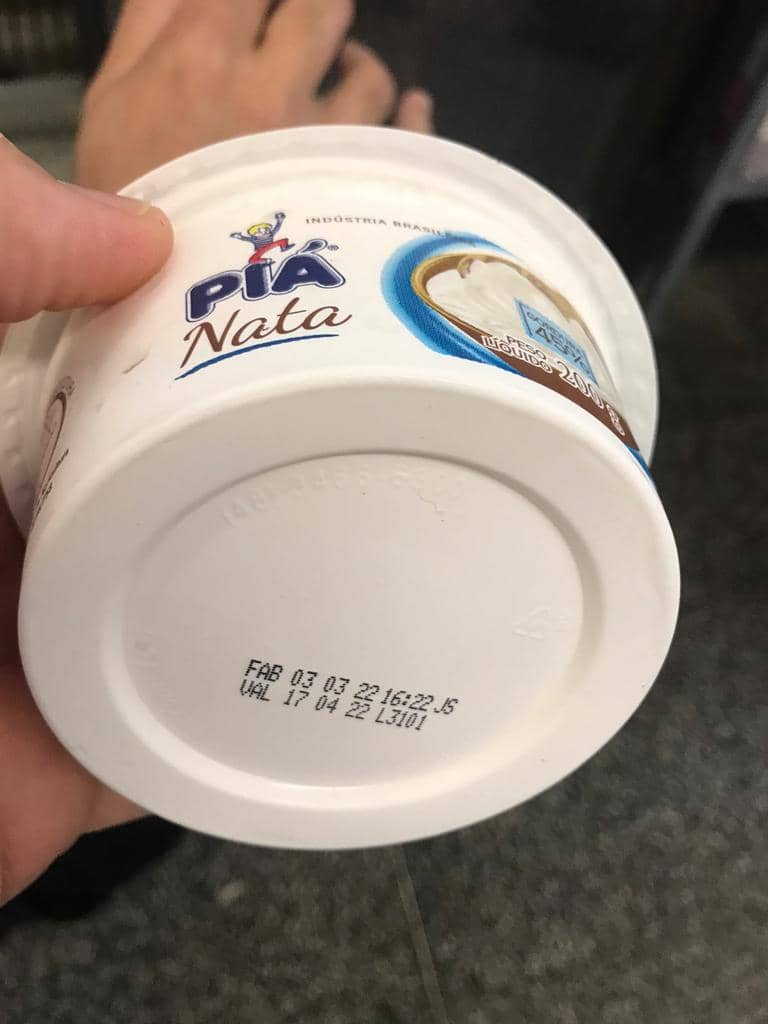 INDÚSTRIA BRASILEIRA
PIÁ®
Nata
45%
PESO
LÍQUIDO 200 g
FAB 03 03 22 16:22 JS
VAL 17 04 22 L3101